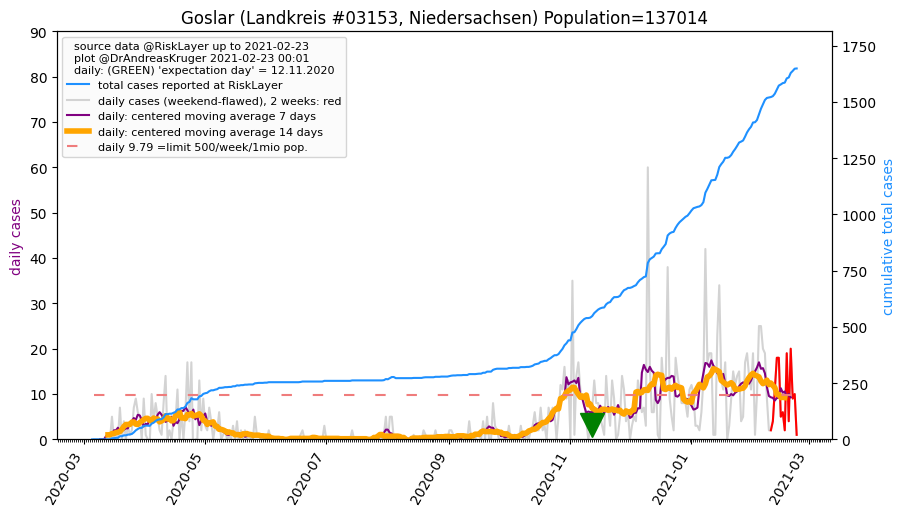 Goslar (Landkreis #03153, Niedersachsen) Population=137014
source data @RiskLayer up to 2021-02-23
plot @DrAndreasKruger 2021-02-23 00:01
daily: (GREEN) 'expectation day' = 12.11.2020
total cases reported at RiskLayer
daily cases (weekend-flawed), 2 weeks: red
daily: centered moving average 7 days
daily: centered moving average 14 days
daily 9.79 =limit 500/week/1mio pop.
daily cases
90
80
70
60
50
40
30
20
10
0
cumulative total cases
1750
1500
1250
1000
750
500
250
0
2020-03
2020-05
2020-07
2020-09
2020-11
2021-01
2021-03